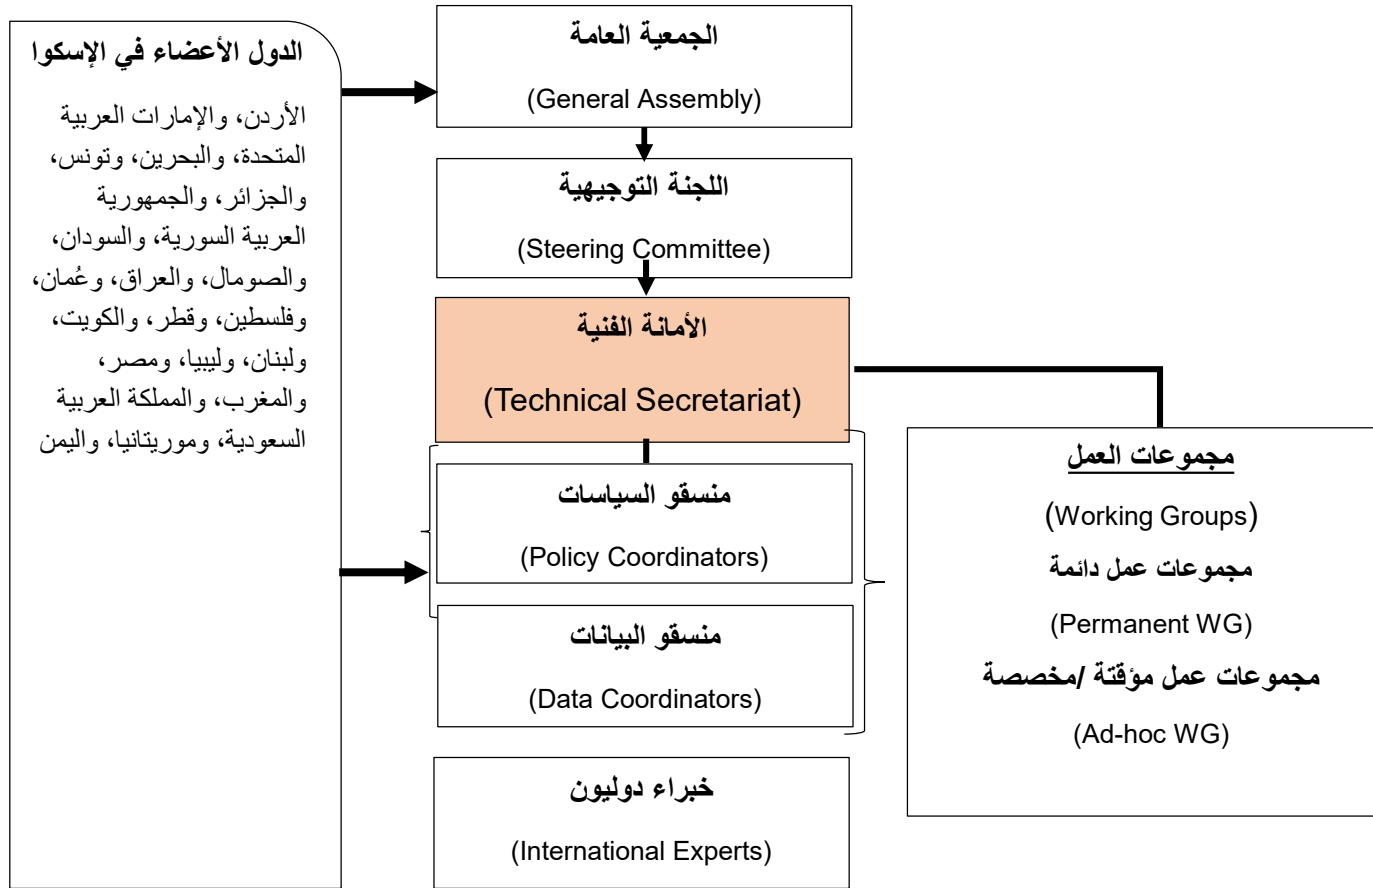 الدول الأعضاء في الإسكوا
الأردن، والإمارات العربية
المتحدة، والبحرين، وتونس،
والجزائر، والجمهورية
العربية السورية، والسودان،
والصومال، والعراق، وعُمان،
وفلسطين، وقطر، والكويت،
ولبنان، وليبيا، ومصر،
والمغرب، والمملكة العربية
السعودية، وموريتانيا، واليمن
الجمعية العامة
(General Assembly)
اللجنة التوجيهية
(Steering Committee)
الأمانة الفنية
(Technical Secretariat)
منسقو السياسات
(Policy Coordinators)
منسقو البيانات
(Data Coordinators)
خبراء دوليون
(International Experts)
مجموعات العمل
(Working Groups)
مجموعات عمل دائمة
(Permanent WG)
مجموعات عمل مؤقتة /مخصصة
(Ad-hoc WG)